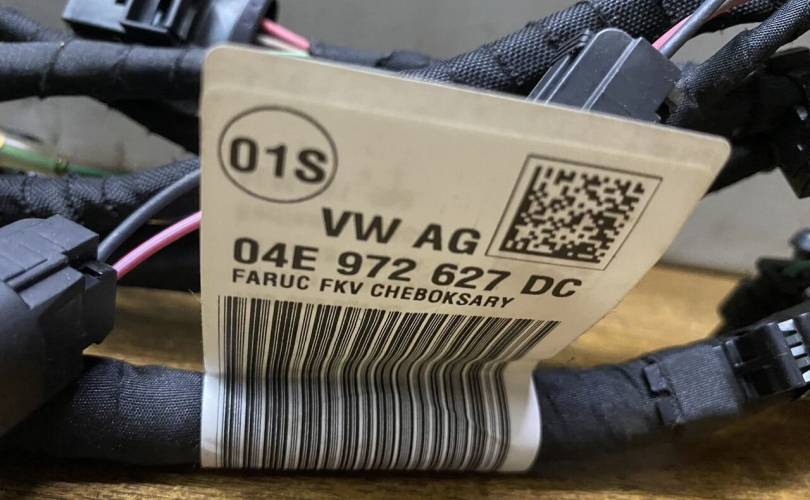 01S
VW AG
04E 972 627 DC
FARUC FKV CHEBOKSARY